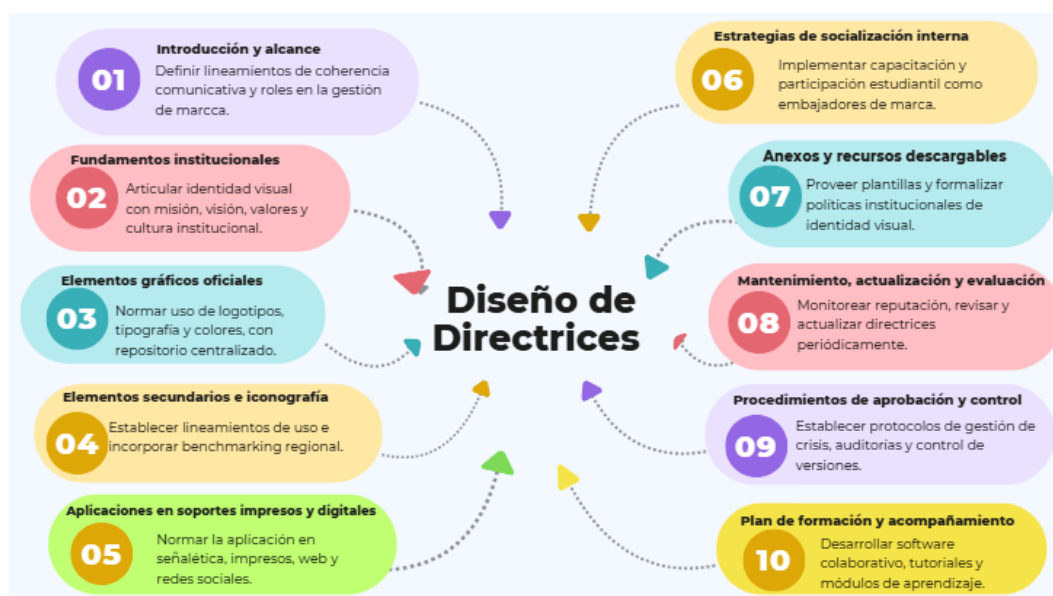 Introducción y alcance
01
Definir lineamientos de coherencia
comunicativa y roles en la gestión
de marcca.
Fundamentos institucionales
02
Articular identidad visual
con misión, visión, valores y
cultura institucional.
Elementos gráficos oficiales
03
Normar uso de logotipos,
tipografía y colores, con
repositorio centralizado.
Elementos secundarios e iconografía
04
Establecer lineamientos de uso e
incorporar benchmarking regional.
Aplicaciones en soportes impresos y digitales
05
Normar la aplicación en
señalética, impresos, web y
redes sociales.
Diseño de
Directrices
Estrategias de socialización interna
06
Implementar capacitación y
participación estudiantil como
embajadores de marca.
Anexos y recursos descargables
07
Proveer plantillas y formalizar
políticas institucionales de
identidad visual.
Mantenimiento, actualización y evaluación
08
Monitorear reputación, revisar y
actualizar directrices
periódicamente.
Procedimientos de aprobación y control
09
Establecer protocolos de gestión de
crisis, auditorías y control de
versiones.
Plan de formación y acompañamiento
10
Desarrollar software
colaborativo, tutoriales y
módulos de aprendizaje.